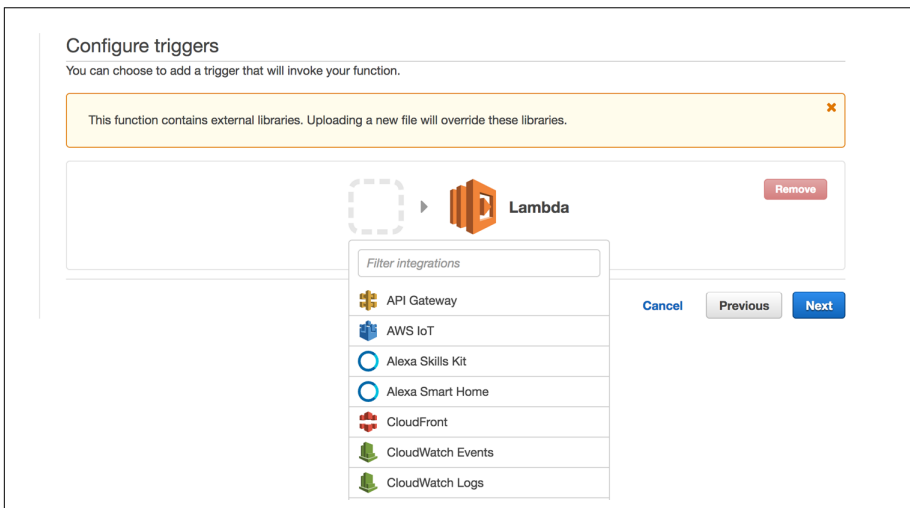 Configure triggers
You can choose to add a trigger that will invoke your function.
This function contains external libraries. Uploading a new file will override these libraries.
Remove
Lambda
Filter integrations
API Gateway
Cancel
Previous
Next
AWS IoT
Alexa Skills Kit
Alexa Smart Home
CloudFront
CloudWatch Events
CloudWatch Logs